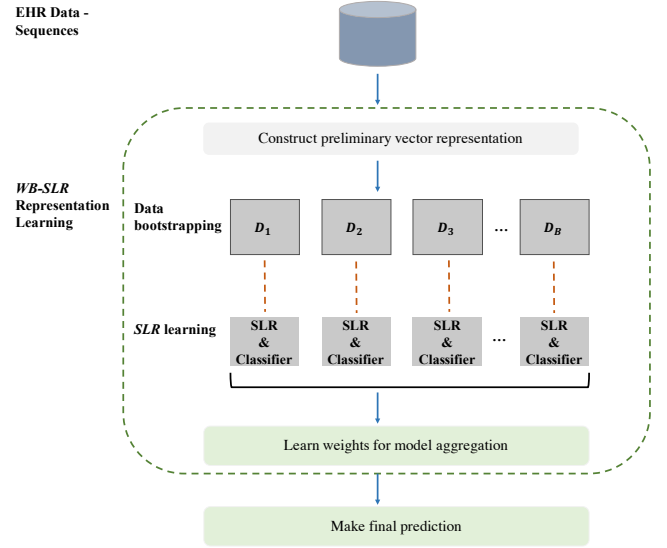 EHR Data -
Sequences
Construct preliminary vector representation
WB-SLR
Representation
Learning
Data
bootstrapping
D₁ D₂ D₃ ... D_B
SLR learning
SLR & Classifier
SLR & Classifier
SLR & Classifier
...
SLR & Classifier
Learn weights for model aggregation
Make final prediction